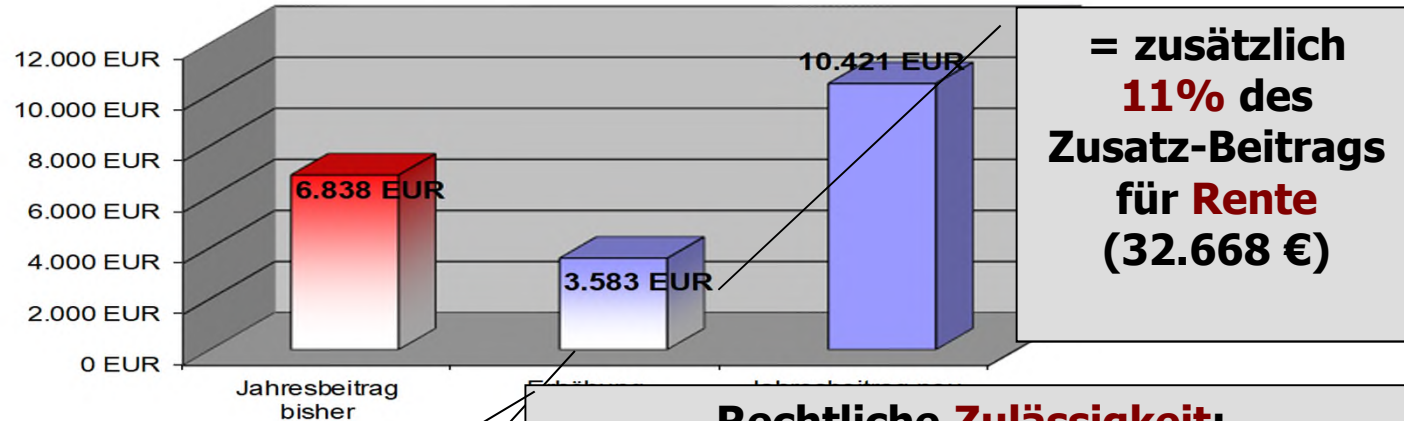 12.000 EUR
10.000 EUR
8.000 EUR
6.000 EUR
4.000 EUR
2.000 EUR
0 EUR
6.838 EUR
3.583 EUR
10.421 EUR
Jahresbeitrag
bisher
= zusätzlich
11% des
Zusatz-Beitrags
für Rente
(32.668 €)
Rechtliche Zulässigkeit: